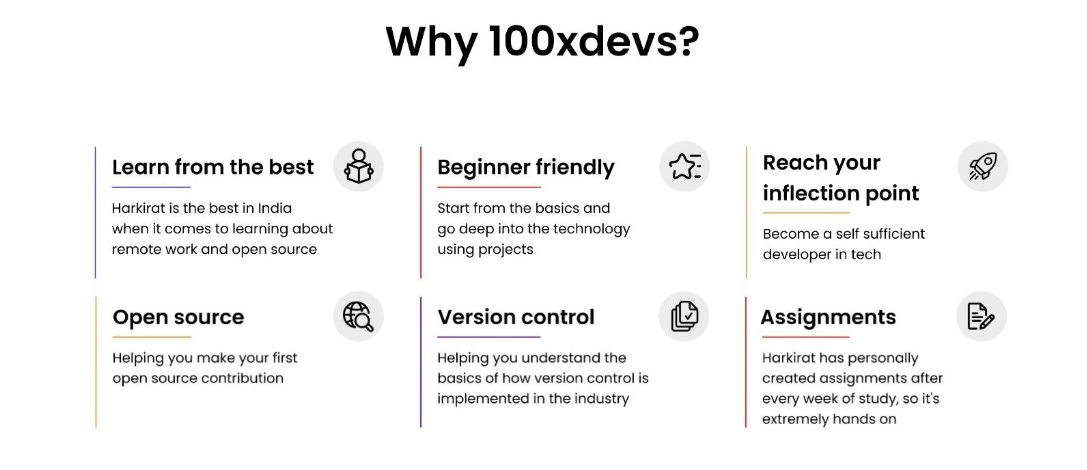 Why 100xdevs?
Learn from the best
Harkirat is the best in India
when it comes to learning about
remote work and open source
Beginner friendly
Start from the basics and
go deep into the technology
using projects
Reach your
inflection point
Become a self sufficient
developer in tech
Open source
Helping you make your first
open source contribution
Version control
Helping you understand the
basics of how version control is
implemented in the industry
Assignments
Harkirat has personally
created assignments after
every week of study, so it's
extremely hands on